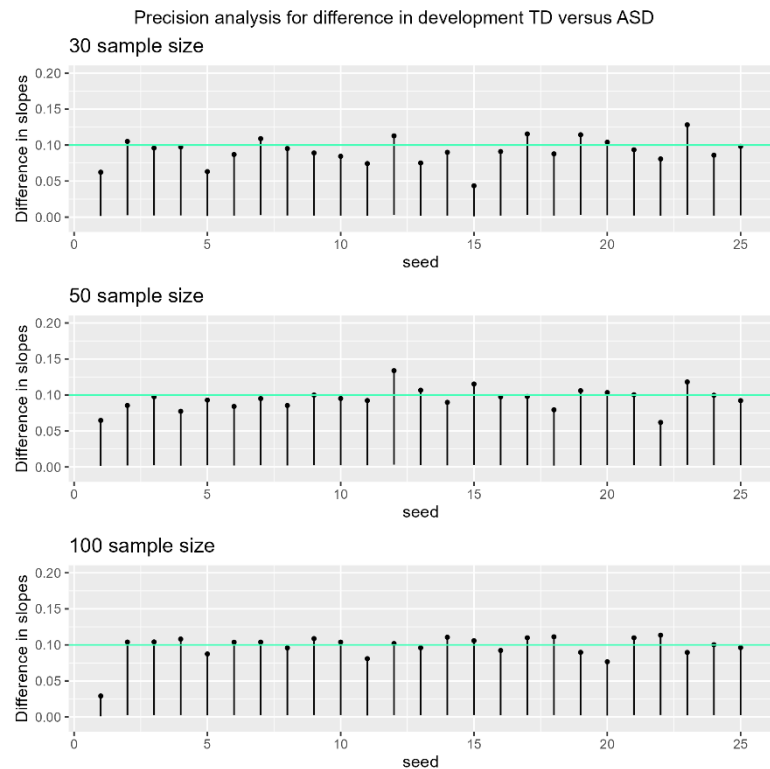 Precision analysis for difference in development TD versus ASD
30 sample size
Difference in slopes
0.20
0.15
0.10
0.05
0.00
0 5 10 15 20 25
seed
50 sample size
Difference in slopes
0.20
0.15
0.10
0.05
0.00
0 5 10 15 20 25
seed
100 sample size
Difference in slopes
0.20
0.15
0.10
0.05
0.00
0 5 10 15 20 25
seed